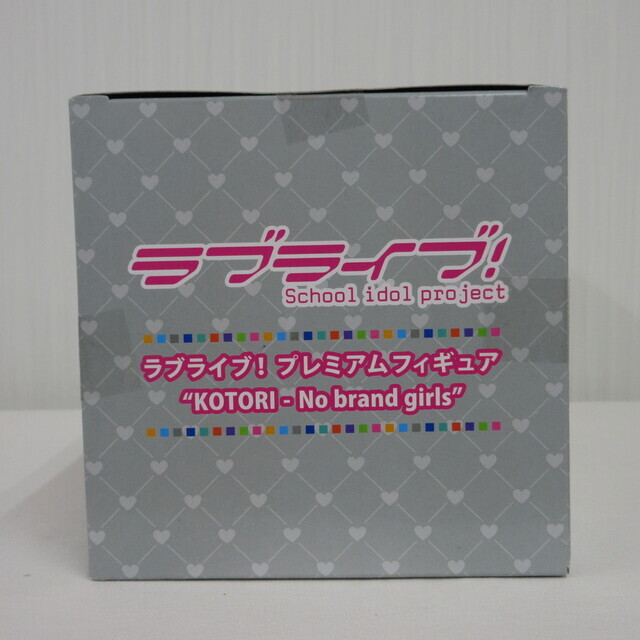 ラブライブ!
School idol project
ラブライブ! プレミアムフィギュア
“KOTORI - No brand girls”